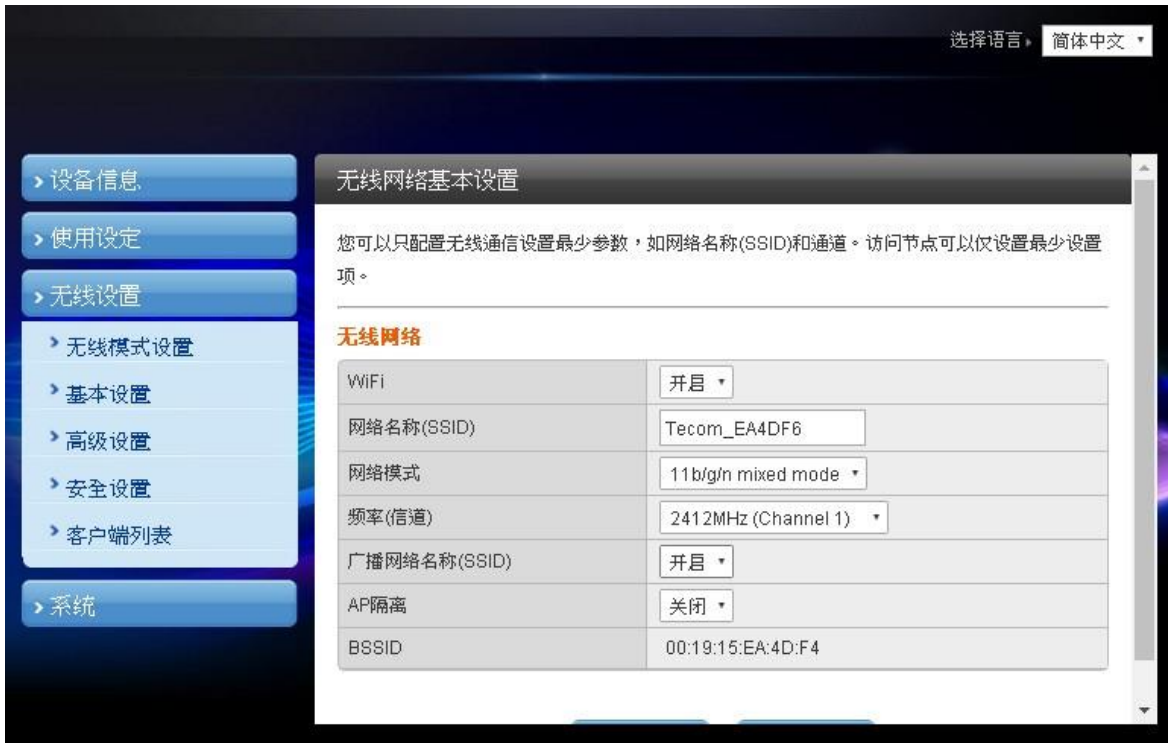 选择语言
简体中文
设备信息
使用设定
无线设置
无线模式设置
基本设置
高级设置
安全设置
客户端列表
系统
无线网络基本设置
您可以只配置无线通信设置最少参数，如网络名称(SSID)和通道。访问节点可以仅设置最少设置
项。
无线网络
WiFi 开启
网络名称(SSID) Tecom_EA4DF6
网络模式 11b/g/n mixed mode
频率(信道) 2412MHz (Channel 1)
广播网络名称(SSID) 开启
AP隔离 关闭
BSSID 00:19:15:EA:4D:F4